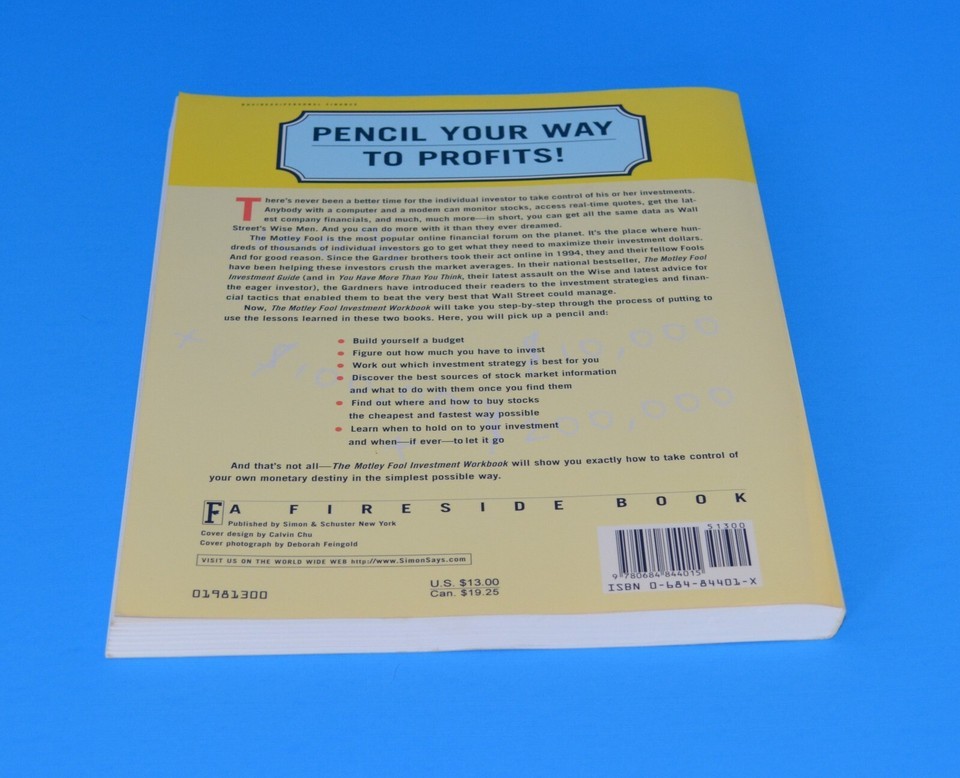 BUSINESS/PERSONAL FINANCE
PENCIL YOUR WAY
TO PROFITS!
There's never been a better time for the individual investor to take control of his or her investments.
Anybody with a computer and a modem can monitor stocks, access real-time quotes, get the lat-
est company financials, and much, much more—in short, you can get all the same data as Wall
Street's Wise Men. And you can do more with it than they ever dreamed.
The Motley Fool is the most popular online financial forum on the planet. It's the place where hun-
dreds of thousands of individual investors go to get what they need to maximize their investment dollars.
And for good reason. Since the Gardner brothers took their act online in 1994, they and their fellow Fools
have been helping these investors crush the market averages. In their national bestseller, The Motley Fool
Investment Guide (and in You Have More Than You Think, their latest assault on the Wise and latest advice for
the eager investor), the Gardners have introduced their readers to the investment strategies and finan-
cial tactics that enabled them to beat the very best that Wall Street could manage.
Now, The Motley Fool Investment Workbook will take you step-by-step through the process of putting to
use the lessons learned in these two books. Here, you will pick up a pencil and:
• Build yourself a budget
• Figure out how much you have to invest
• Work out which investment strategy is best for you
• Discover the best sources of stock market information
and what to do with them once you find them
• Find out where and how to buy stocks
the cheapest and fastest way possible
• Learn when to hold on to your investment
and when—if ever—to let it go
And that's not all—The Motley Fool Investment Workbook will show you exactly how to take control of
your own monetary destiny in the simplest possible way.
F A FIRESIDE BOOK
Published by Simon & Schuster New York
Cover design by Calvin Chu
Cover photograph by Deborah Feingold
VISIT US ON THE WORLD WIDE WEB http://www.SimonSays.com
01981300
U.S. $13.00
Can. $19.25
51300
9 780684 844015
ISBN 0-684-84401-X